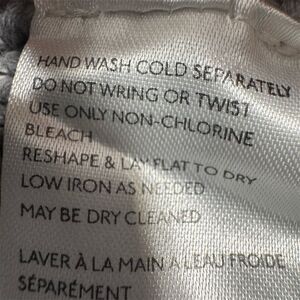 HAND WASH COLD SEPARATELY
DO NOT WRING OR TWIST
USE ONLY NON-CHLORINE
BLEACH
RESHAPE & LAY FLAT TO DRY
LOW IRON AS NEEDED
MAY BE DRY CLEANED
LAVER À LA MAIN À L'EAU FROIDE
SÉPARÉMENT